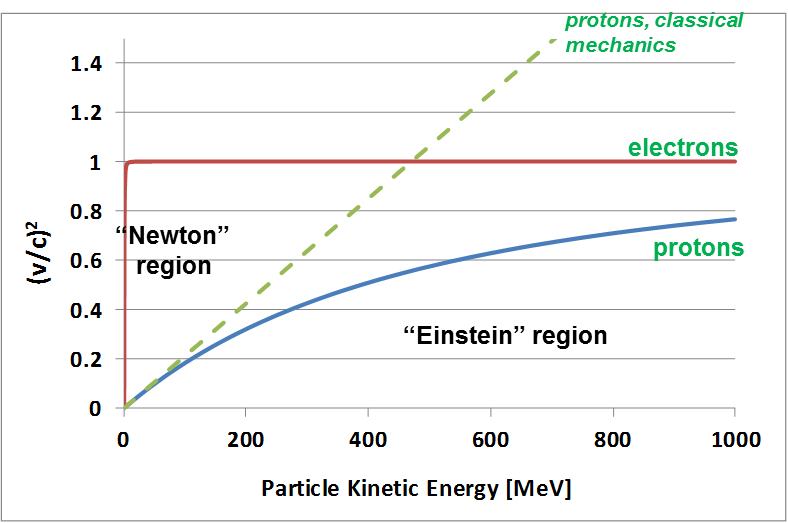 protons, classical
mechanics
1.4
1.2
1
0.8
0.6
0.4
0.2
0
(v/c)²
electrons
“Newton”
region
protons
“Einstein” region
0 200 400 600 800 1000
Particle Kinetic Energy [MeV]